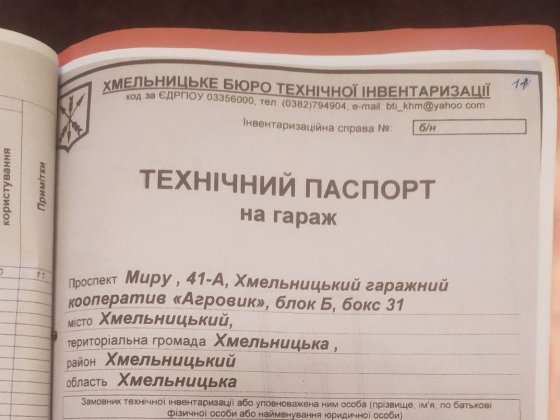 ХМЕЛЬНИЦЬКЕ БЮРО ТЕХНІЧНОЇ ІНВЕНТАРИЗАЦІЇ
код за ЄДРПОУ 03356000, тел. (0382)794904, e-mail: bti_khm@yahoo.com
Інвентаризаційна справа №
б/н
ТЕХНІЧНИЙ ПАСПОРТ
на гараж
Проспект Миру , 41-А, Хмельницький гаражний
кооператив «Агровик», блок Б, бокс 31
місто Хмельницький,
територіальна громада Хмельницька ,
район Хмельницький
область Хмельницька
Замовник технічної інвентаризації або уповноважена ним особа (прізвище, ім'я, по батькові
фізичної особи або найменування юридичної особи)
користування
Примітки
11